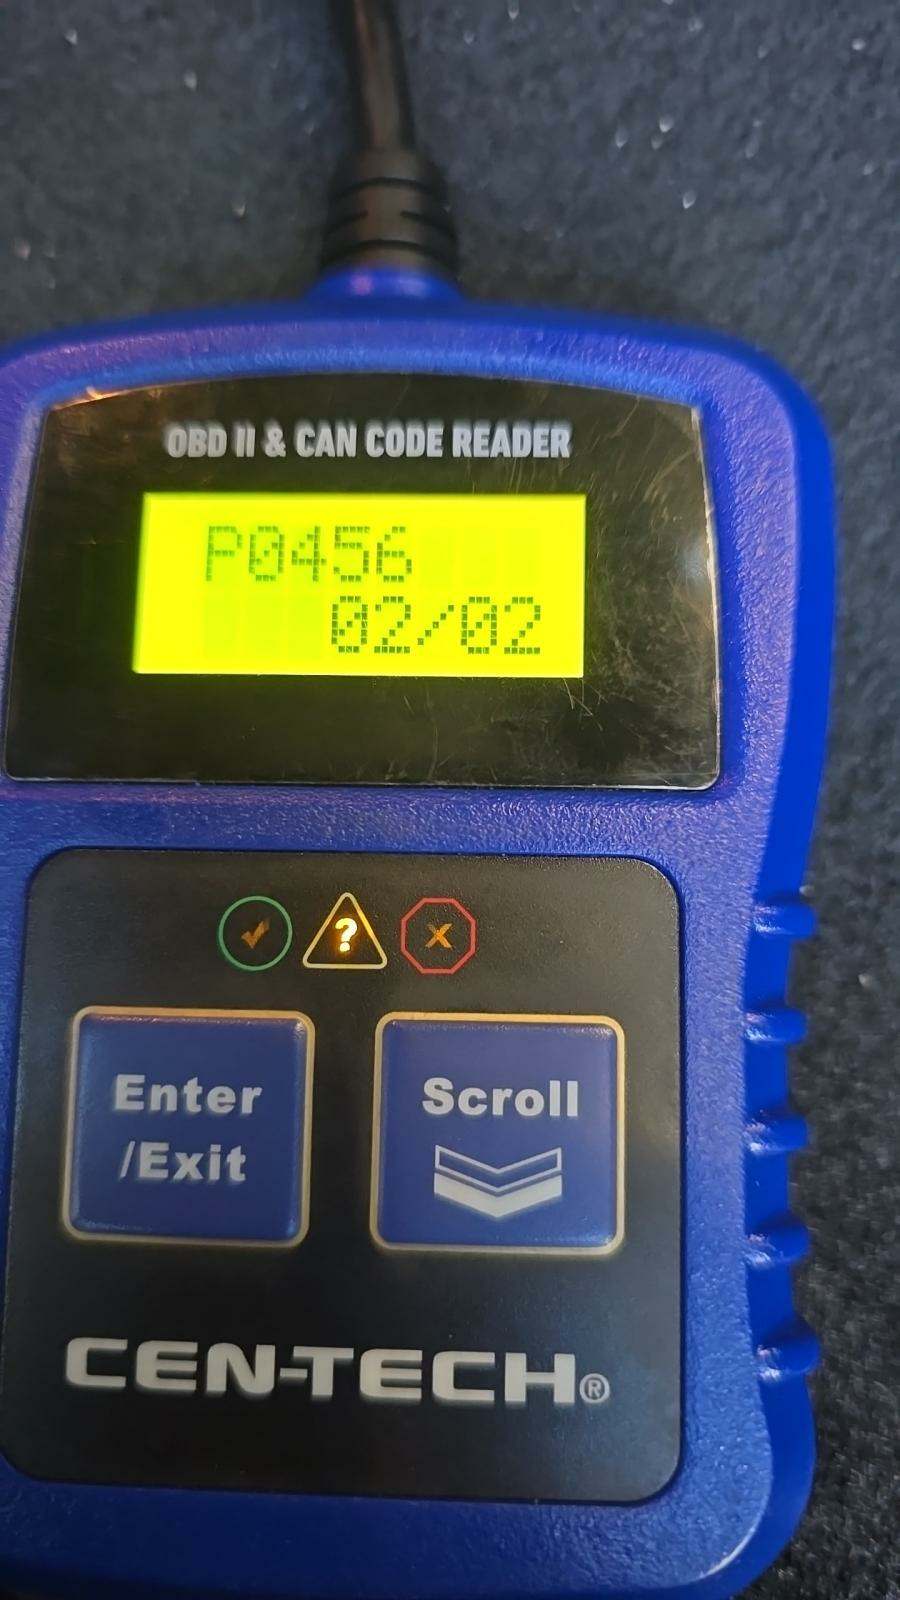 OBD II & CAN CODE READER
P0456
02/02
?
Enter
/Exit
Scroll
CEN-TECH®